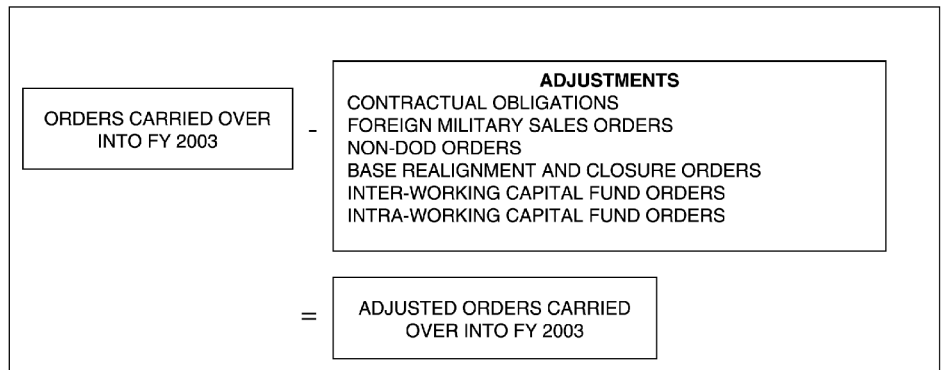 ORDERS CARRIED OVER
INTO FY 2003
-
ADJUSTMENTS
CONTRACTUAL OBLIGATIONS
FOREIGN MILITARY SALES ORDERS
NON-DOD ORDERS
BASE REALIGNMENT AND CLOSURE ORDERS
INTER-WORKING CAPITAL FUND ORDERS
INTRA-WORKING CAPITAL FUND ORDERS
=
ADJUSTED ORDERS CARRIED
OVER INTO FY 2003